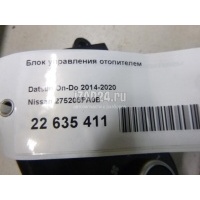 Блок управления отопителем
Datsun On-Do 2014-2020
Nissan 275205PA0E
22 635 411